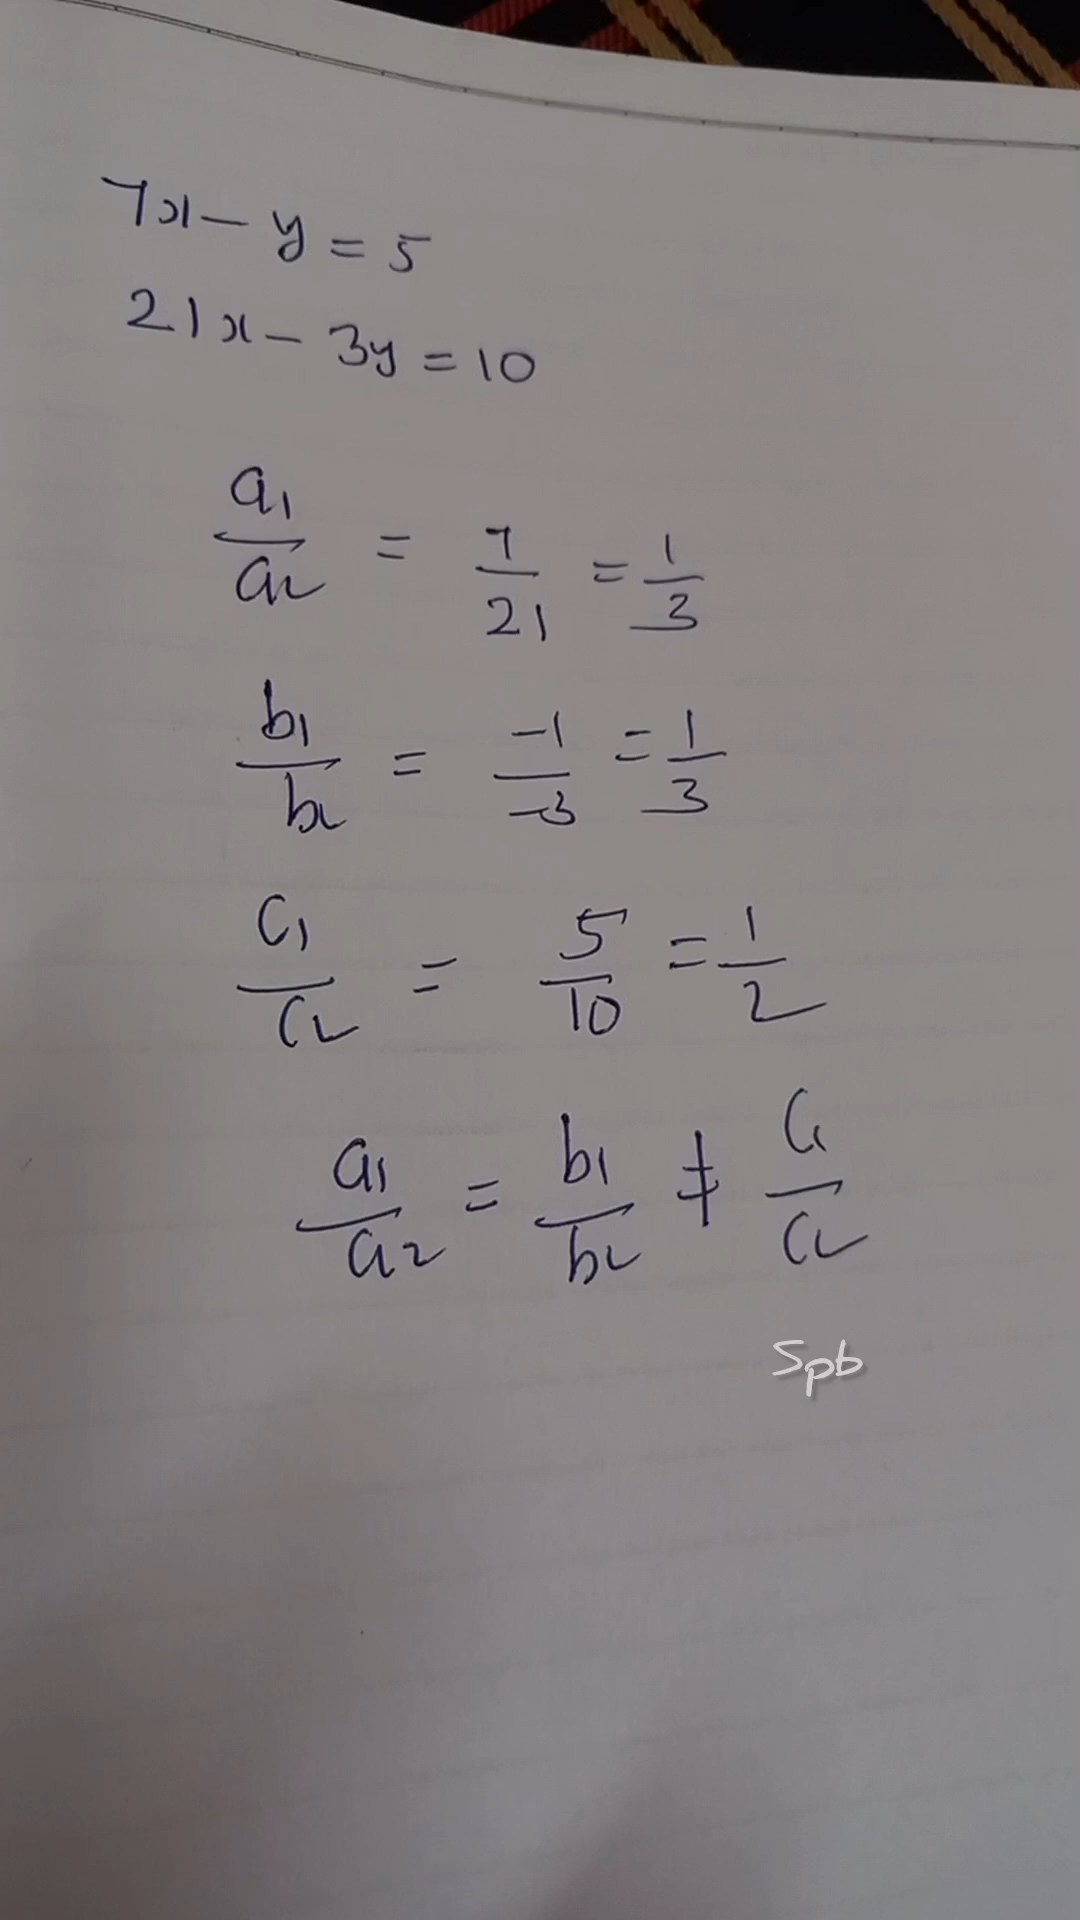 7x - y = 5
21x - 3y = 10
a1/a2 = 7/21 = 1/3
b1/b2 = -1/-3 = 1/3
c1/c2 = 5/10 = 1/2
a1/a2 = b1/b2 ≠ c1/c2
Spb